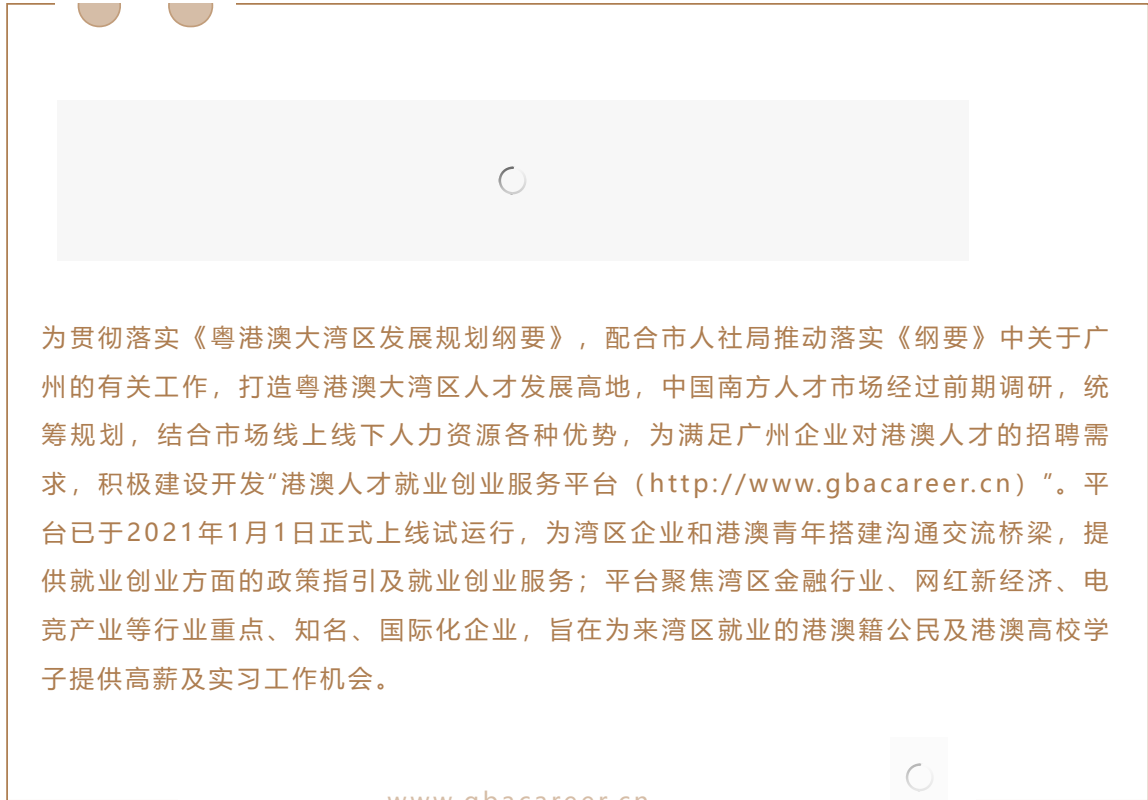 为贯彻落实《粤港澳大湾区发展规划纲要》，配合市人社局推动落实《纲要》中关于广
州的有关工作，打造粤港澳大湾区人才发展高地，中国南方人才市场经过前期调研，统
筹规划，结合市场线上线下人力资源各种优势，为满足广州企业对港澳人才的招聘需
求，积极建设开发“港澳人才就业创业服务平台（http://www.gbacareer.cn）”。平
台已于2021年1月1日正式上线试运行，为湾区企业和港澳青年搭建沟通交流桥梁，提
供就业创业方面的政策指引及就业创业服务；平台聚焦湾区金融行业、网红新经济、电
竞产业等行业重点、知名、国际化企业，旨在为来湾区就业的港澳籍公民及港澳高校学
子提供高薪及实习工作机会。
www.gbacareer.cn